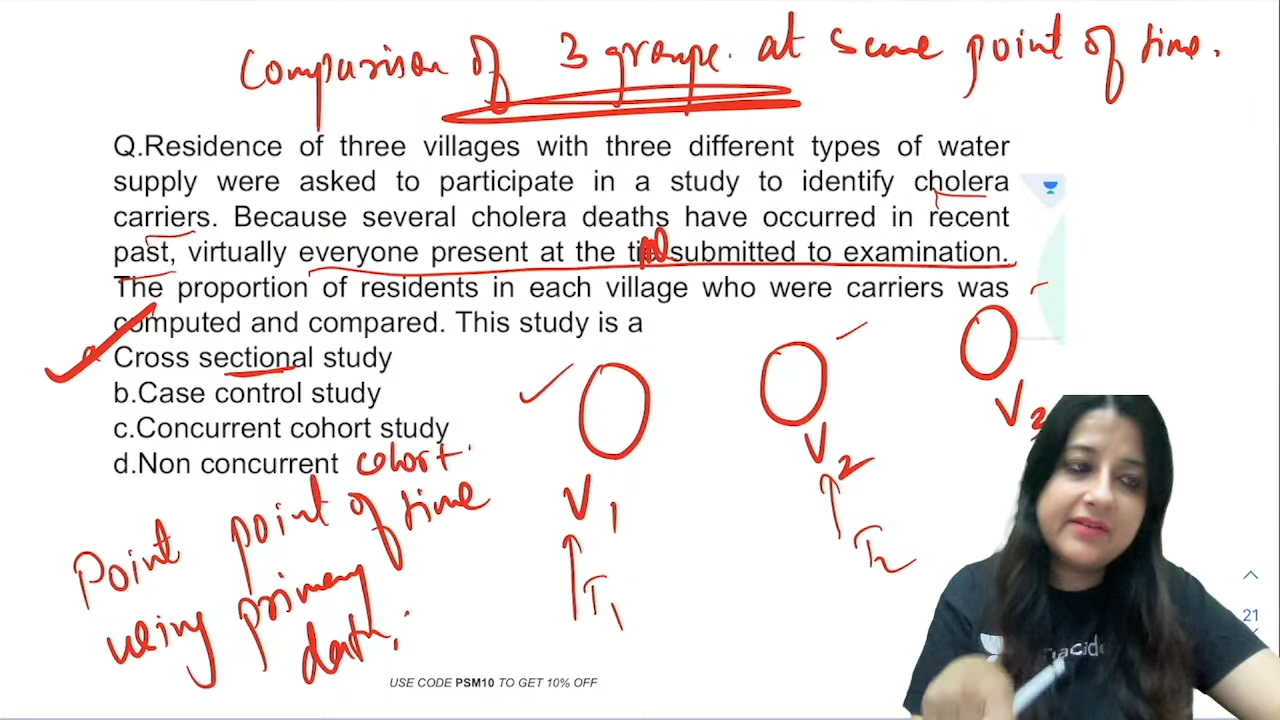 Comparison of 3 groups. at same point of time.
Q.Residence of three villages with three different types of water
supply were asked to participate in a study to identify cholera
carriers. Because several cholera deaths have occurred in recent
past, virtually everyone present at the submitted to examination.
The proportion of residents in each village who were carriers was
computed and compared. This study is a
Cross sectional study
b.Case control study
c.Concurrent cohort study
d.Non concurrent cohort.
Point point of time
using primary
data,
V1
T1
V2
T2
V3
21
USE CODE PSM10 TO GET 10% OFF